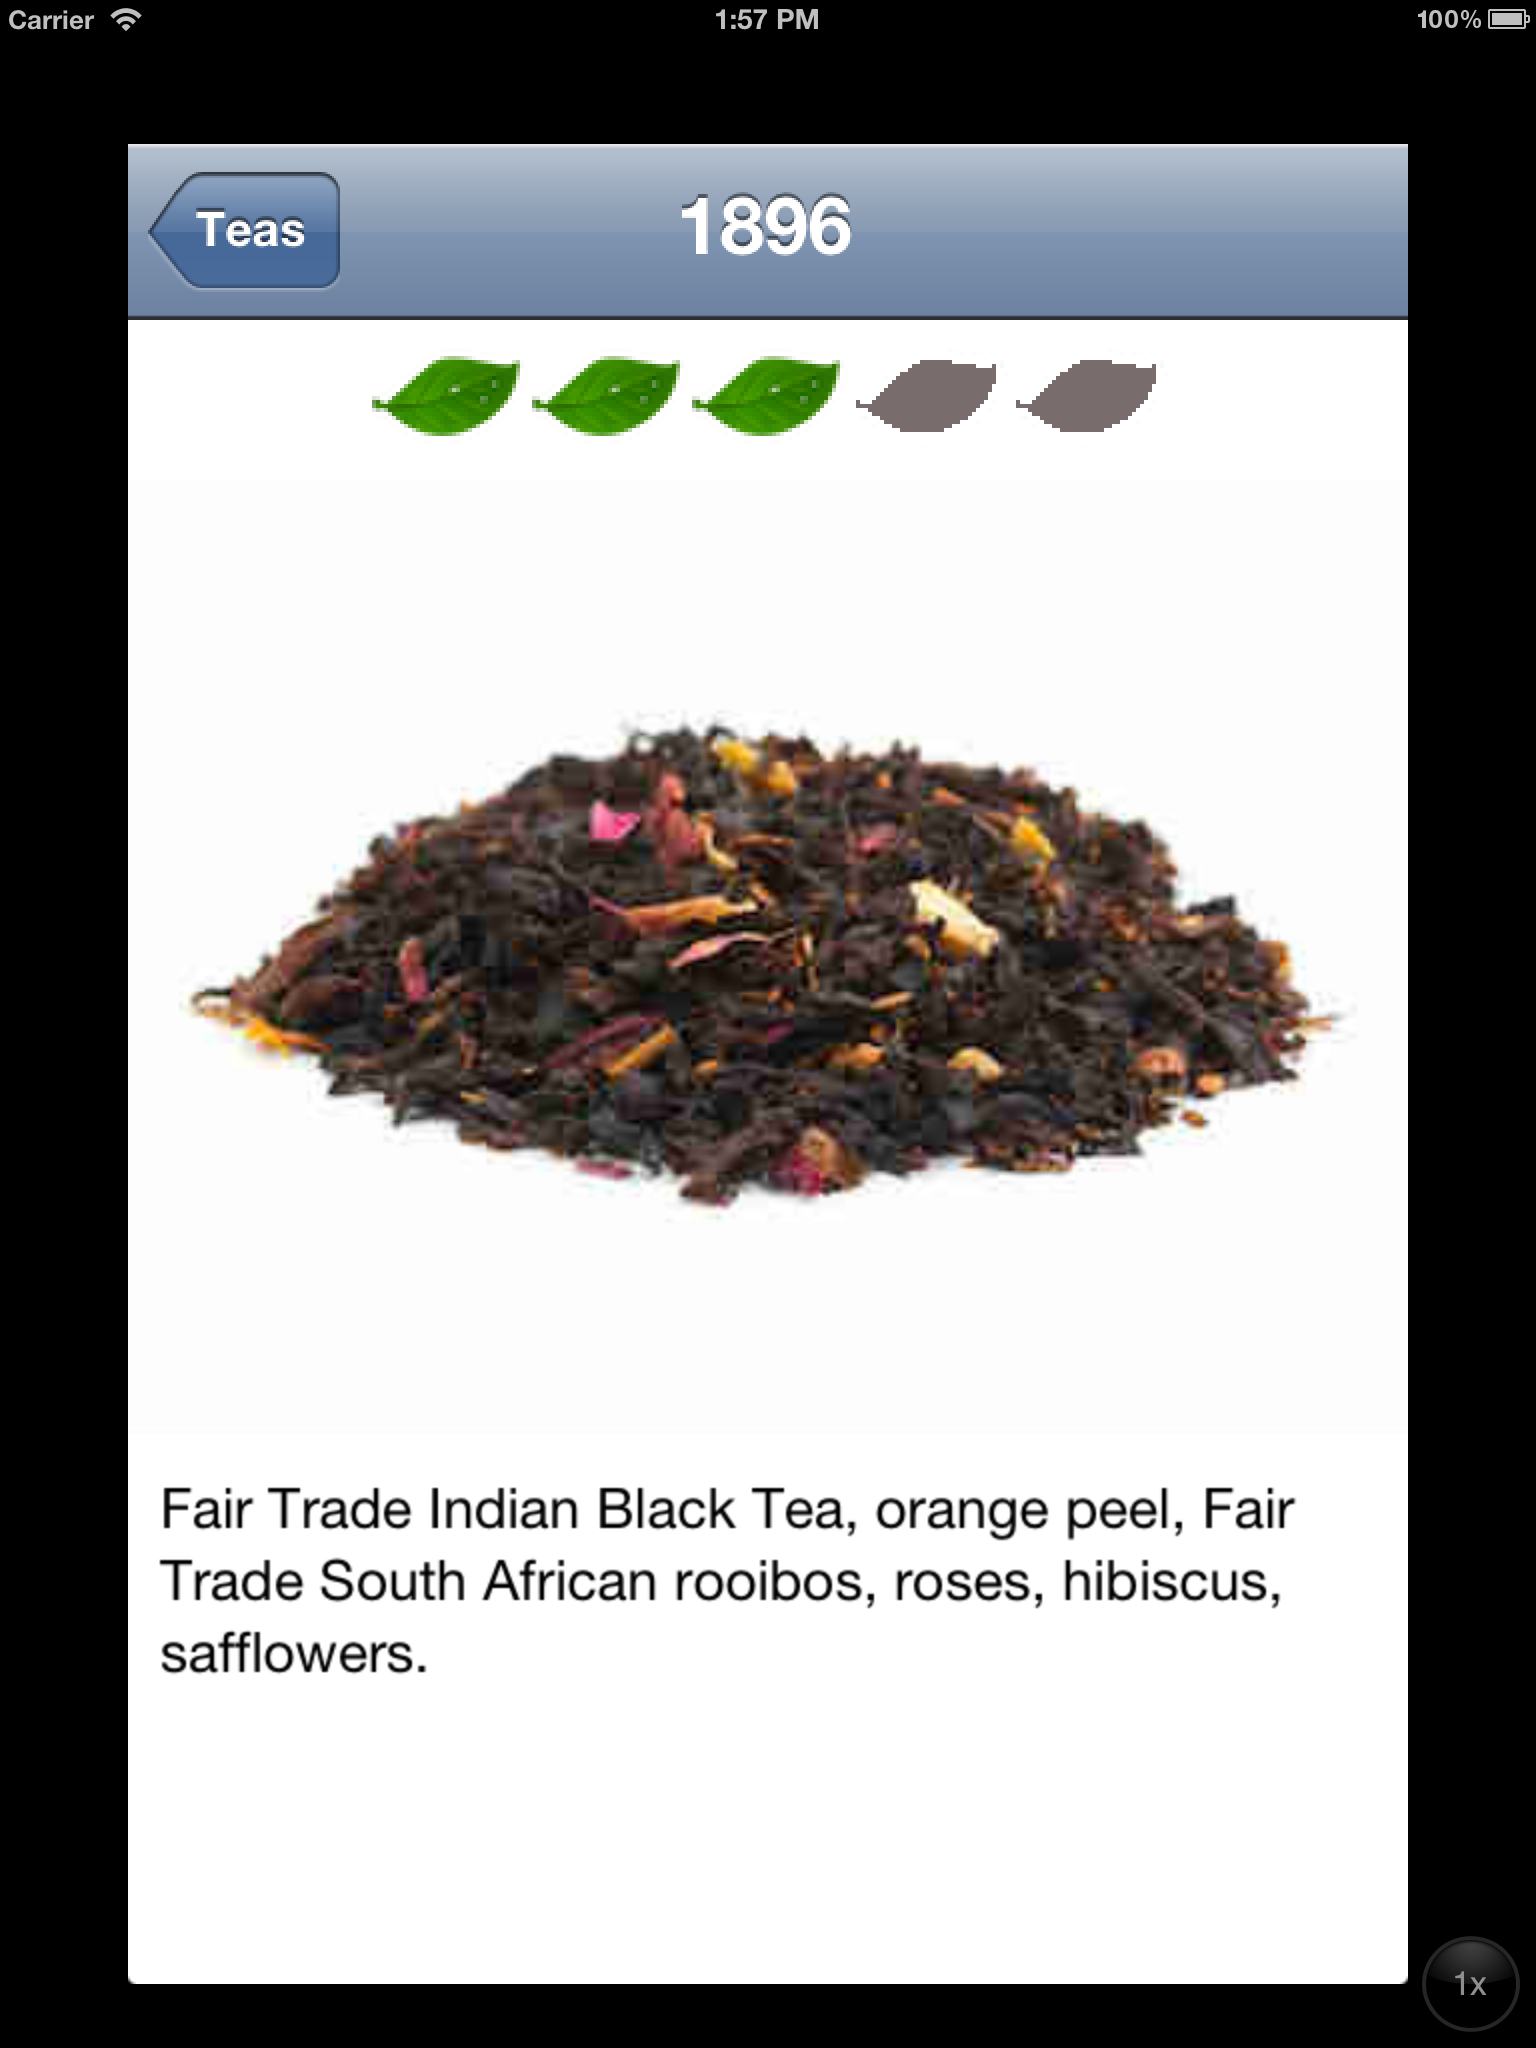 Carrier 1:57 PM 100%
Teas 1896
Fair Trade Indian Black Tea, orange peel, Fair
Trade South African rooibos, roses, hibiscus,
safflowers.
1x